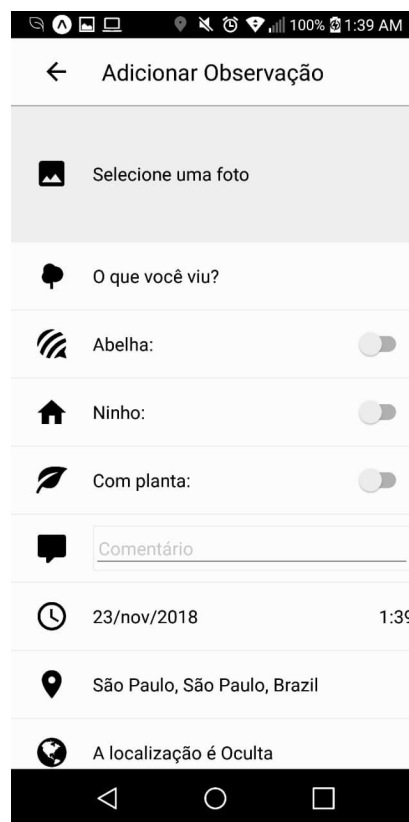 100% 1:39 AM
Adicionar Observação
Selecione uma foto
O que você viu?
Abelha:
Ninho:
Com planta:
Comentário
23/nov/2018 1:39
São Paulo, São Paulo, Brazil
A localização é Oculta